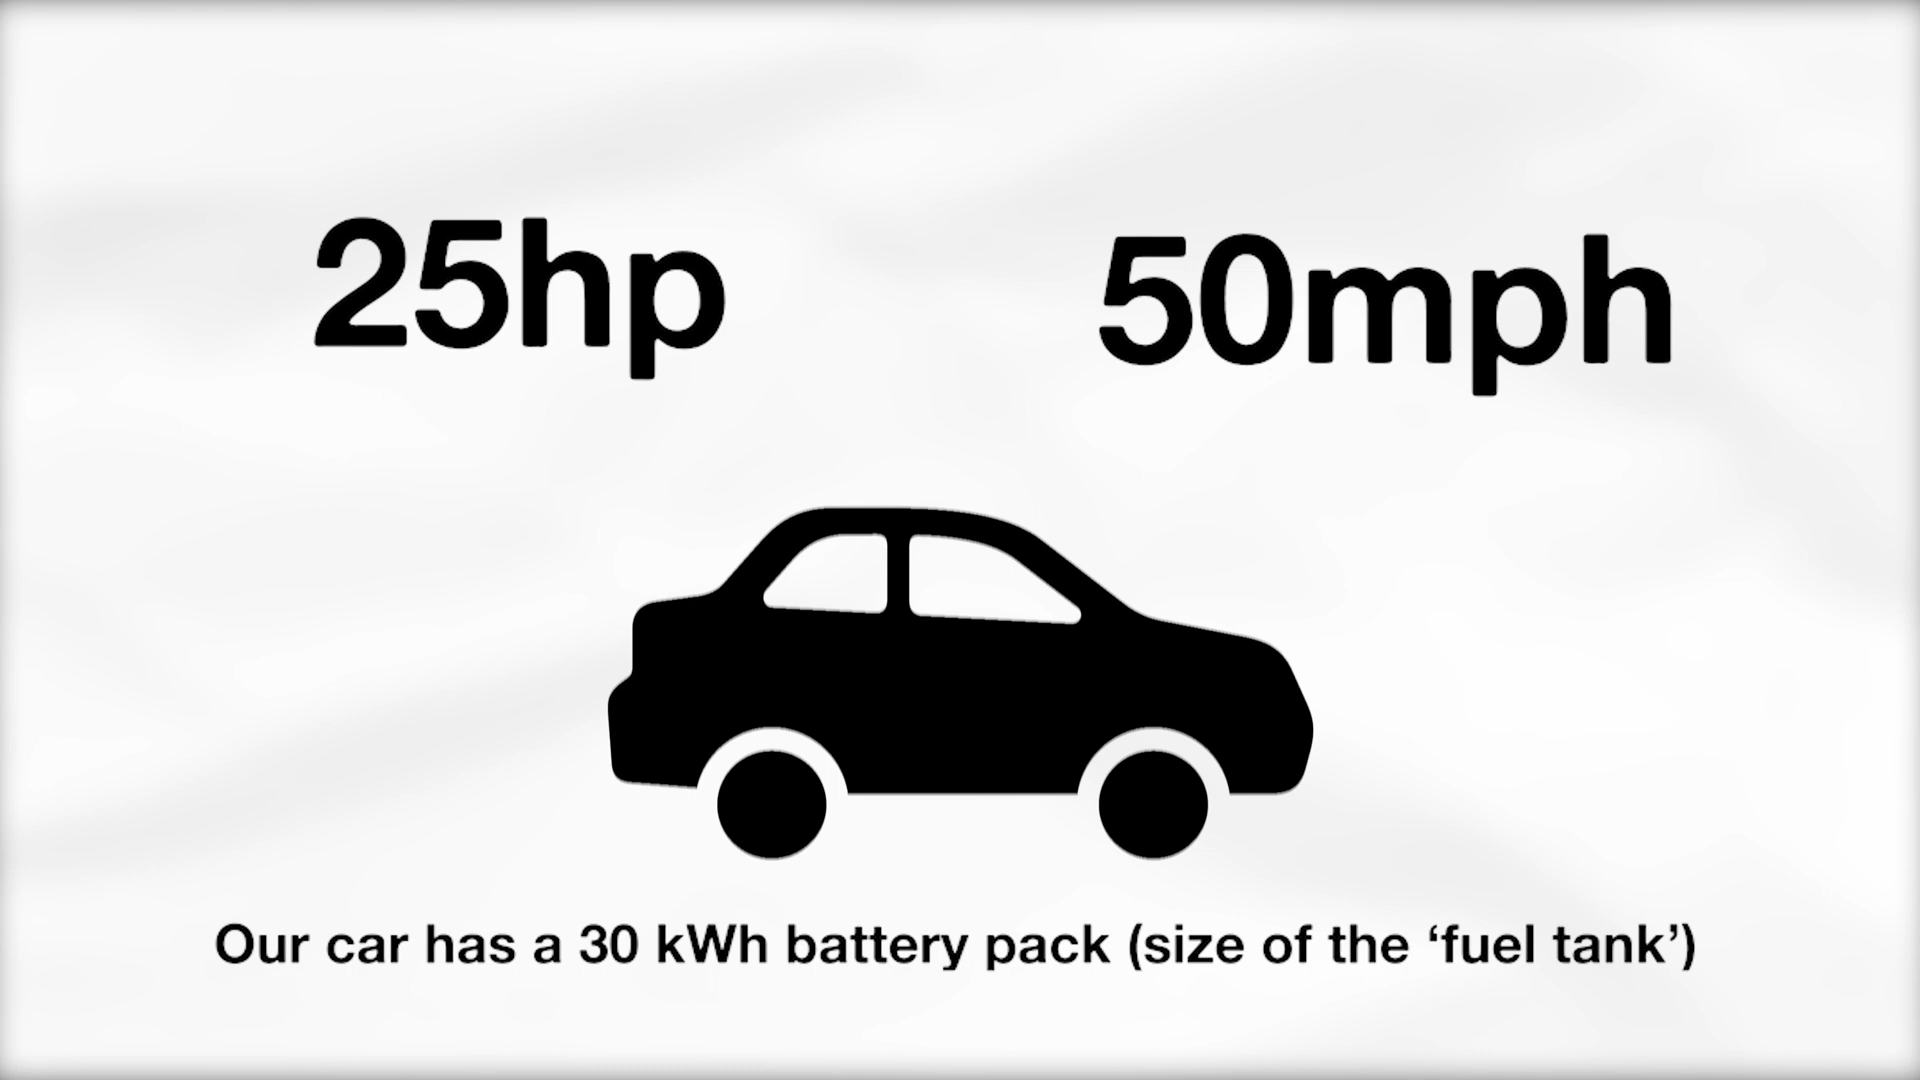 25hp
50mph
Our car has a 30 kWh battery pack (size of the ‘fuel tank’)